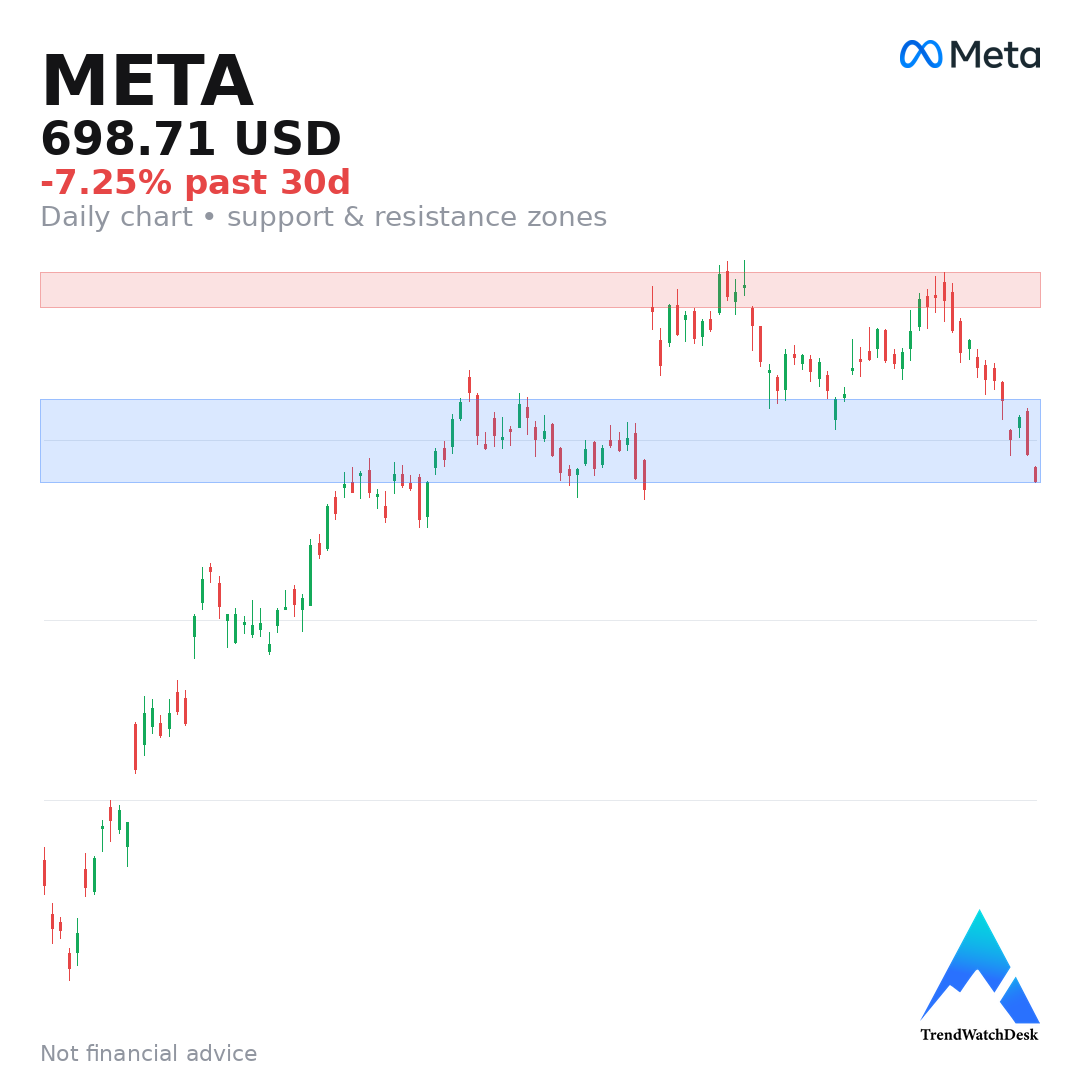 META
Meta
698.71 USD
-7.25% past 30d
Daily chart • support & resistance zones
TrendWatchDesk
Not financial advice